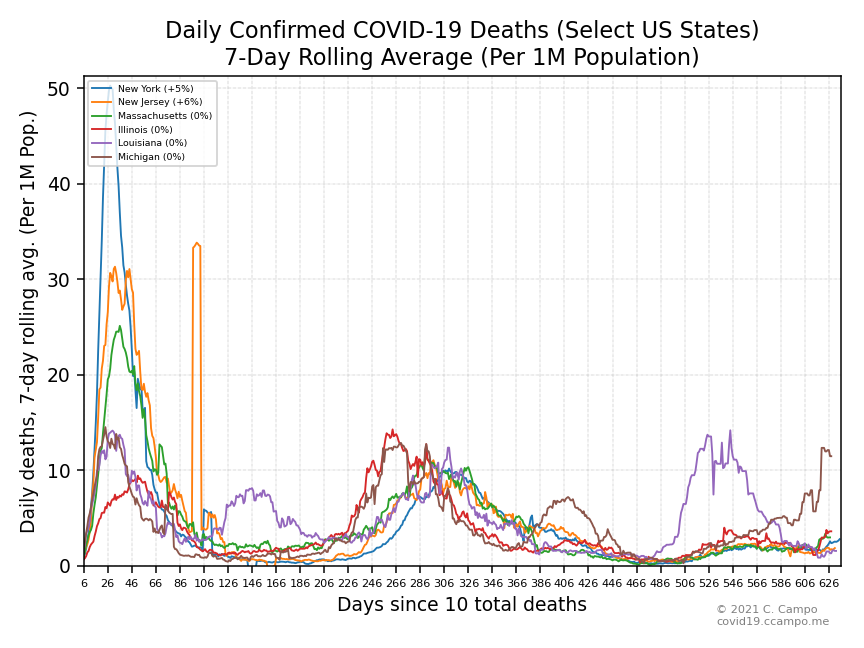 Daily Confirmed COVID-19 Deaths (Select US States)
7-Day Rolling Average (Per 1M Population)
Daily deaths, 7-day rolling avg. (Per 1M Pop.)
50
40
30
20
10
0
New York (+5%)
New Jersey (+6%)
Massachusetts (0%)
Illinois (0%)
Louisiana (0%)
Michigan (0%)
6 26 46 66 86 106 126 146 166 186 206 226 246 266 286 306 326 346 366 386 406 426 446 466 486 506 526 546 566 586 606 626
Days since 10 total deaths
© 2021 C. Campo
covid19.ccampo.me